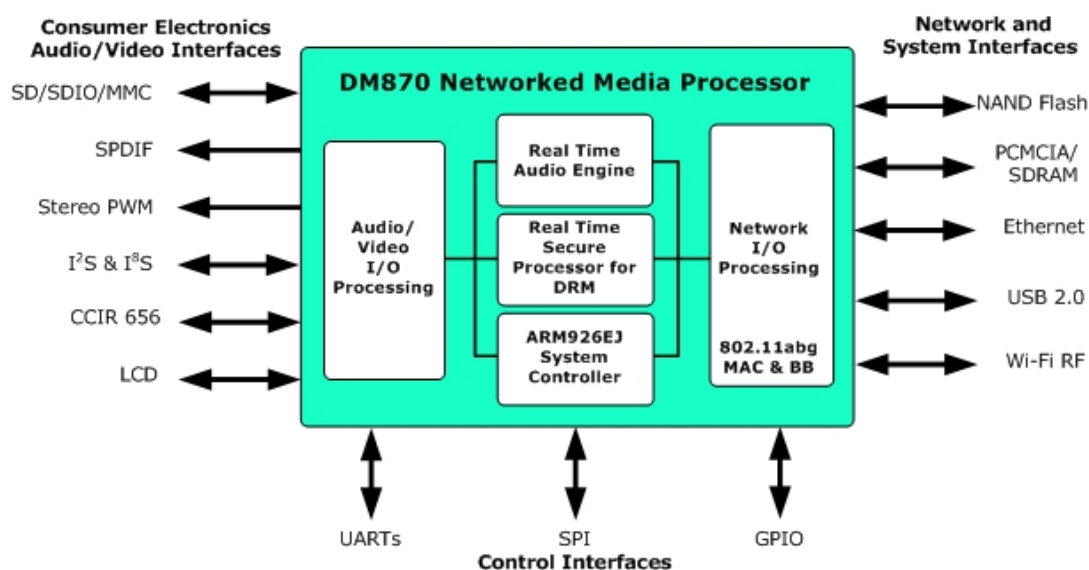 Consumer Electronics
Audio/Video Interfaces
SD/SDIO/MMC
SPDIF
Stereo PWM
I²S & I⁸S
CCIR 656
LCD
DM870 Networked Media Processor
Audio/
Video
I/O
Processing
Real Time
Audio Engine
Real Time
Secure
Processor for
DRM
ARM926EJ
System
Controller
Network
I/O
Processing
802.11abg
MAC & BB
Network and
System Interfaces
NAND Flash
PCMCIA/
SDRAM
Ethernet
USB 2.0
Wi-Fi RF
UARTs
SPI
GPIO
Control Interfaces